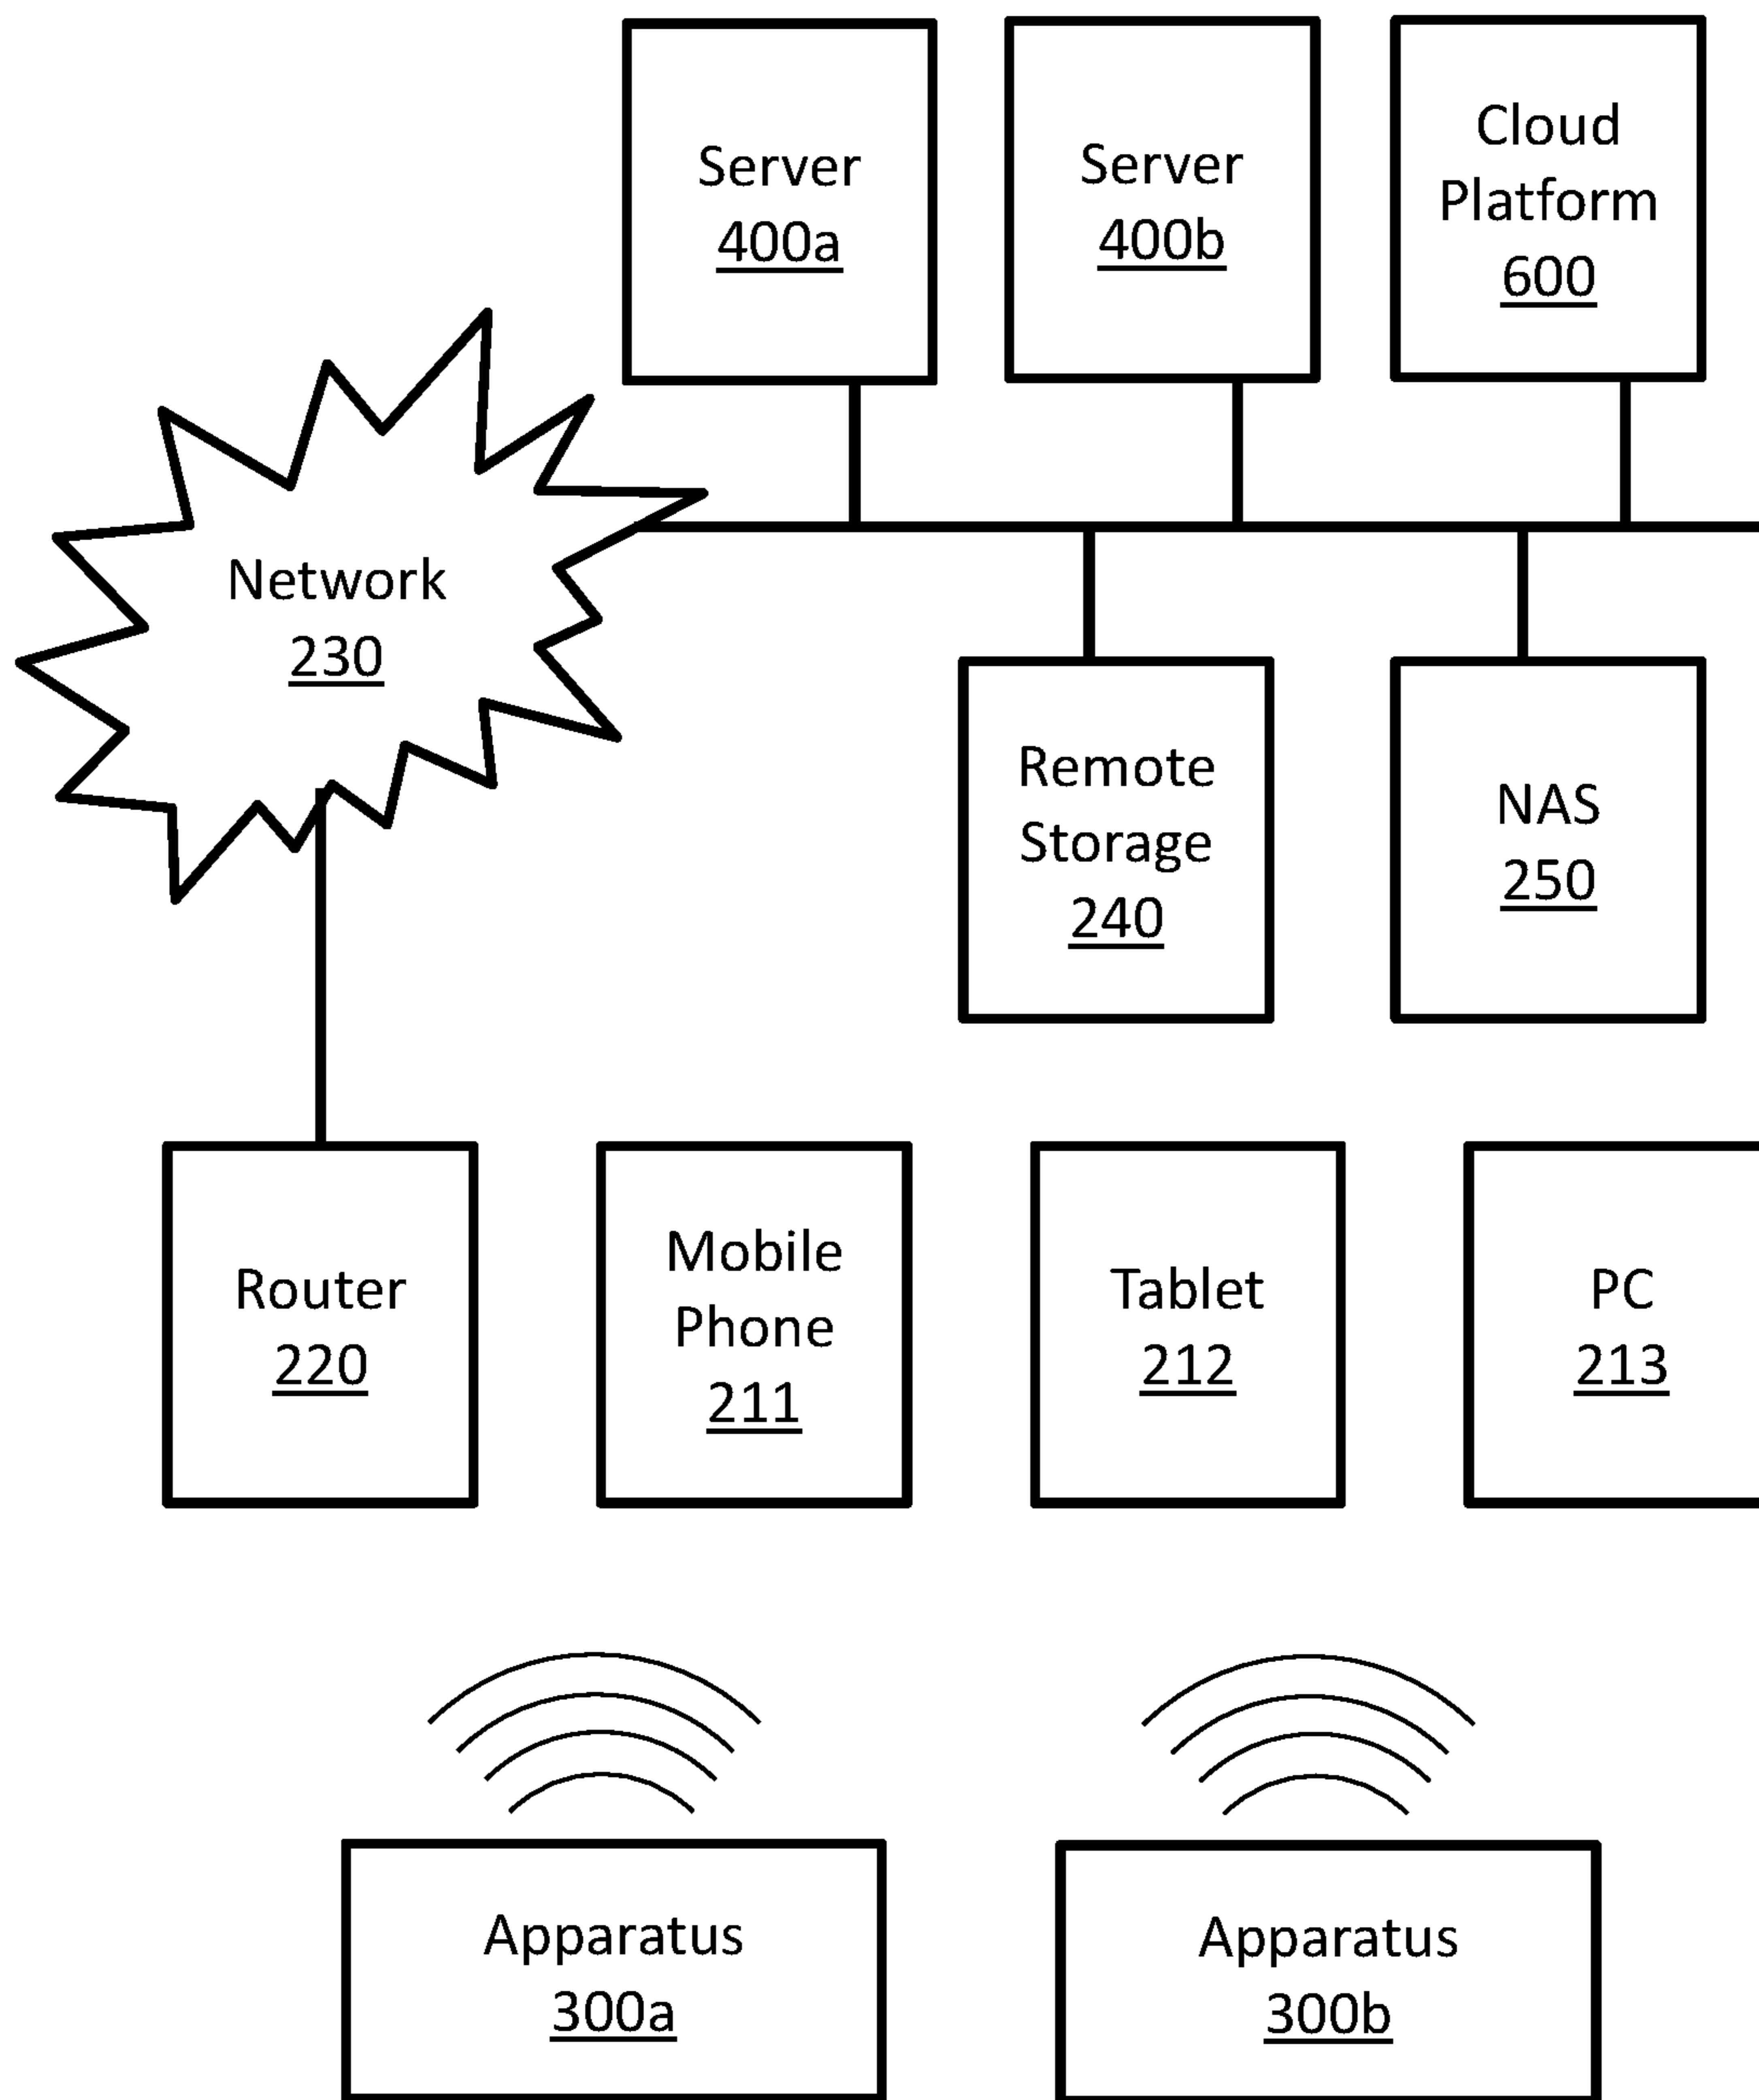 Server
400a
Server
400b
Cloud
Platform
600
Network
230
Remote
Storage
240
NAS
250
Router
220
Mobile
Phone
211
Tablet
212
PC
213
Apparatus
300a
Apparatus
300b